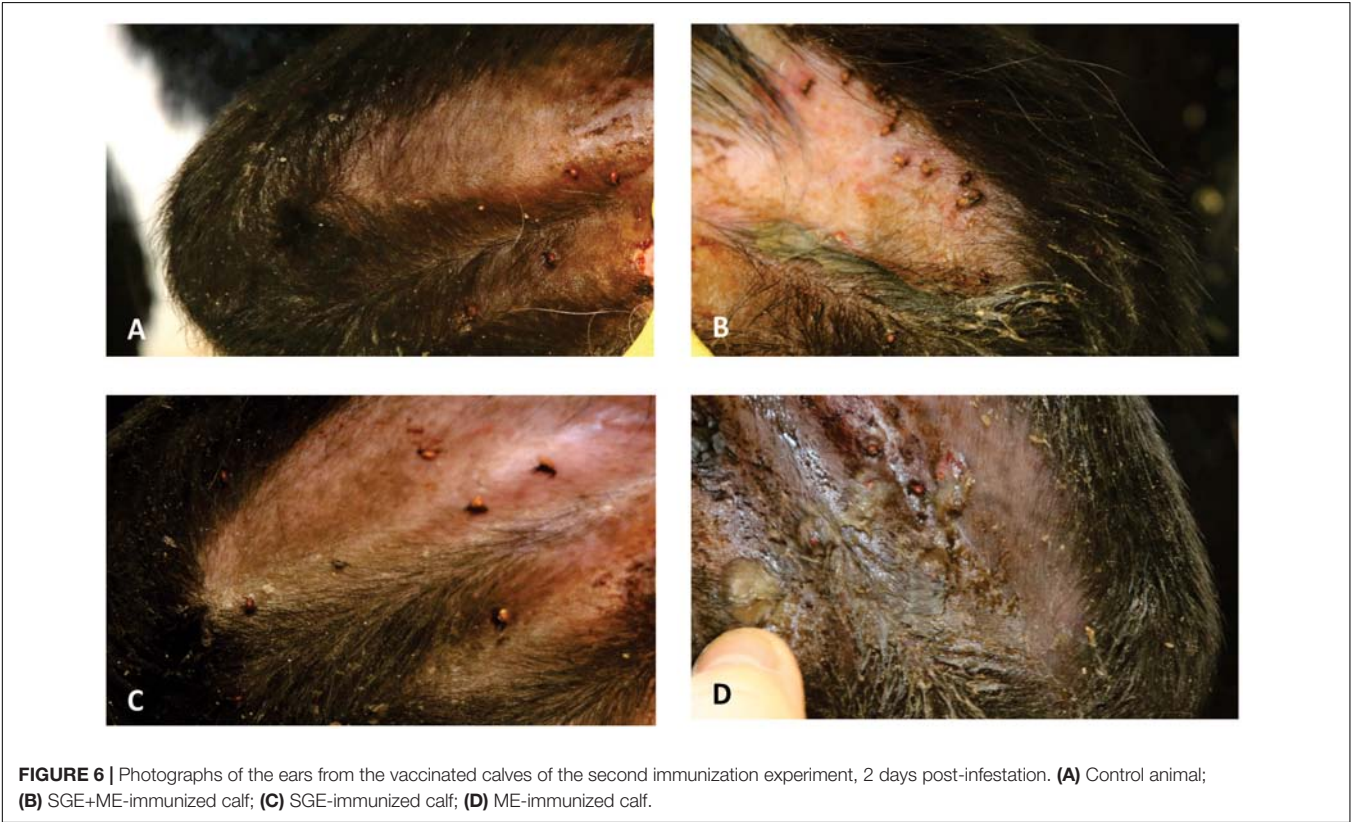 A
B
C
D
FIGURE 6 | Photographs of the ears from the vaccinated calves of the second immunization experiment, 2 days post-infestation. (A) Control animal;
(B) SGE+ME-immunized calf; (C) SGE-immunized calf; (D) ME-immunized calf.